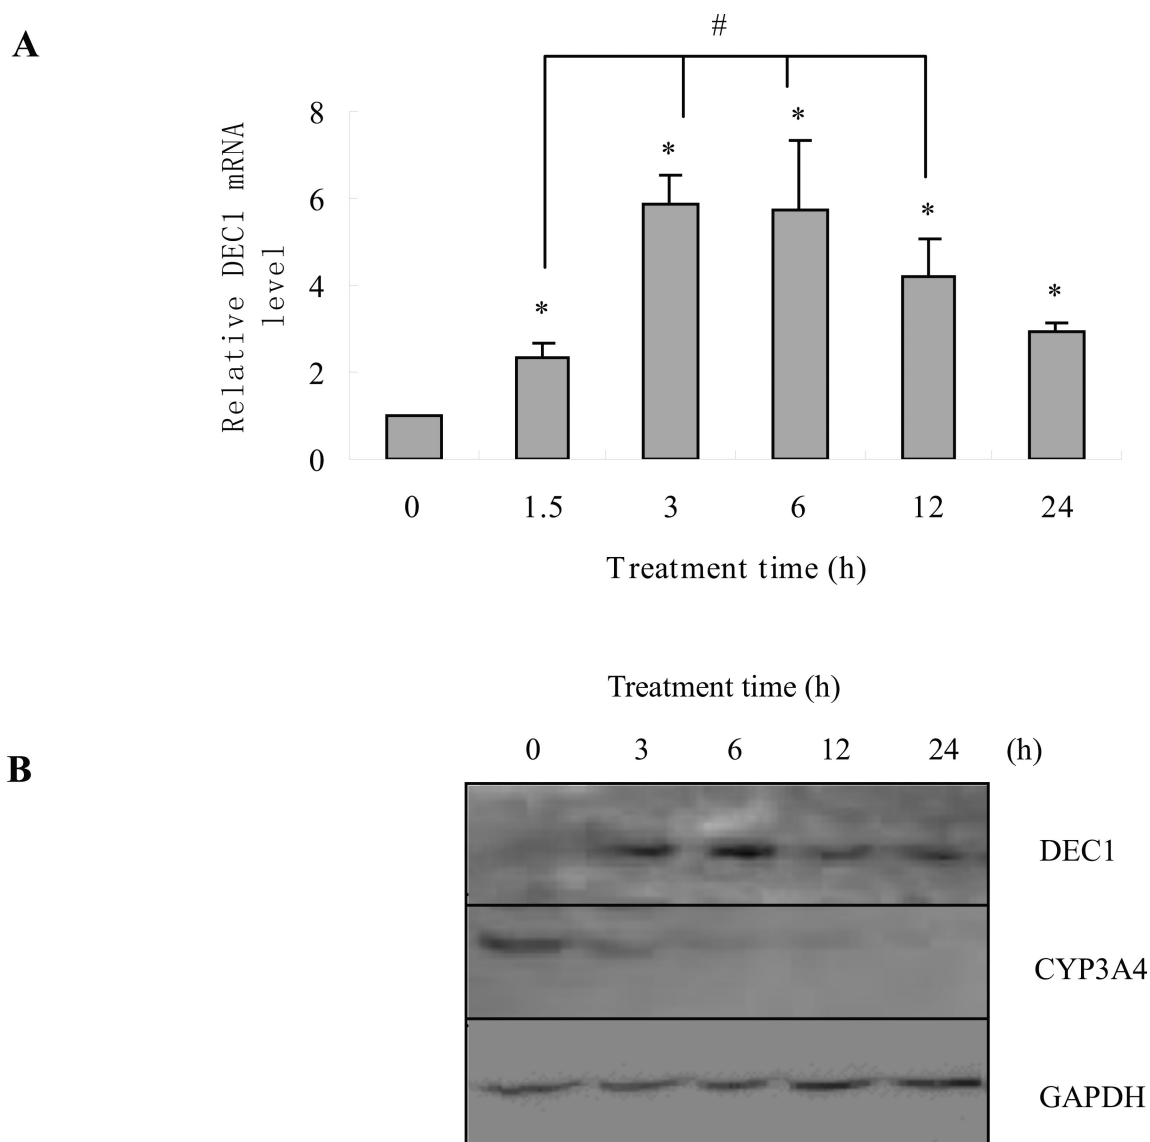 A
#
Relative DEC1 mRNA
level
8
6
4
2
0
*
*
*
*
*
0 1.5 3 6 12 24
Treatment time (h)
B
Treatment time (h)
0 3 6 12 24 (h)
DEC1
CYP3A4
GAPDH